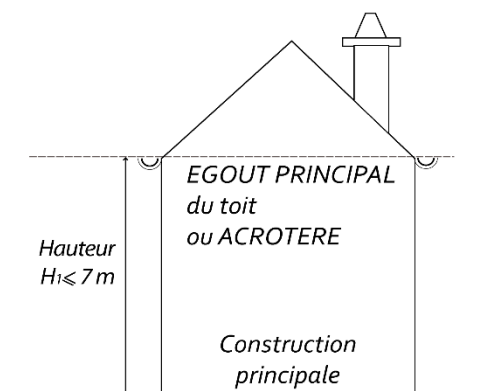 EGOUT PRINCIPAL
du toit
ou ACROTERE
Hauteur
H1⩽ 7 m
Construction
principale